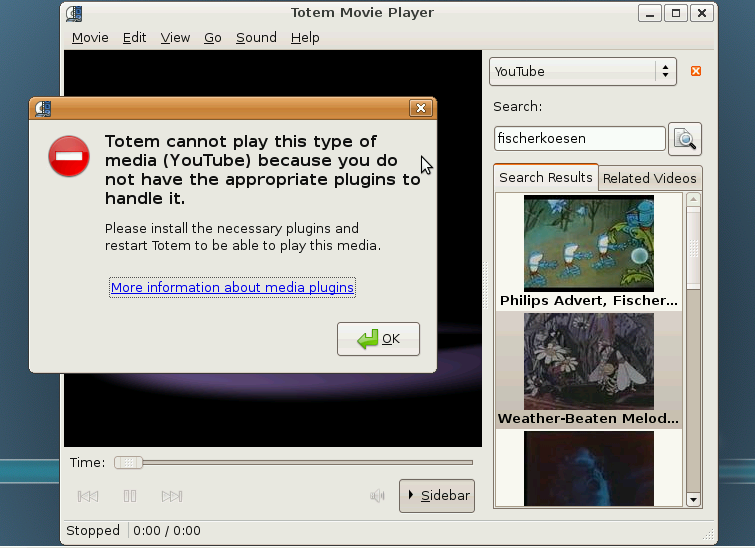 Totem Movie Player
Movie Edit View Go Sound Help
YouTube
Search:
fischerkoesen
Search Results Related Videos
Philips Advert, Fischer...
Weather-Beaten Melod...
Totem cannot play this type of
media (YouTube) because you do
not have the appropriate plugins to
handle it.
Please install the necessary plugins and
restart Totem to be able to play this media.
More information about media plugins
OK
Time:
Sidebar
Stopped 0:00 / 0:00